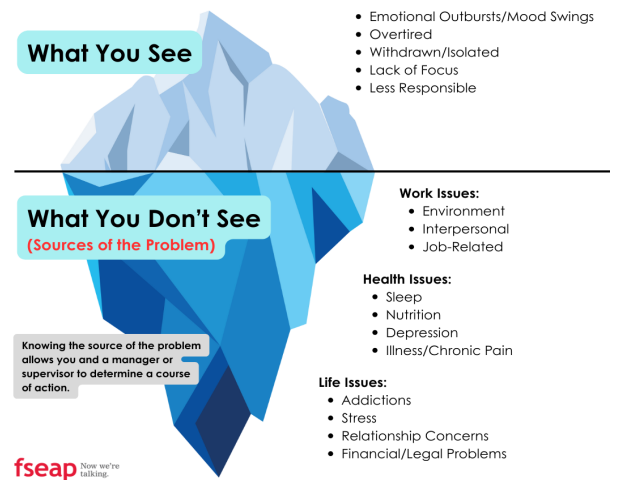 What You See
• Emotional Outbursts/Mood Swings
• Overtired
• Withdrawn/Isolated
• Lack of Focus
• Less Responsible
What You Don't See
(Sources of the Problem)
Work Issues:
• Environment
• Interpersonal
• Job-Related
Health Issues:
• Sleep
• Nutrition
• Depression
• Illness/Chronic Pain
Knowing the source of the problem
allows you and a manager or
supervisor to determine a course
of action.
Life Issues:
• Addictions
• Stress
• Relationship Concerns
• Financial/Legal Problems
fseap
Now we're
talking.